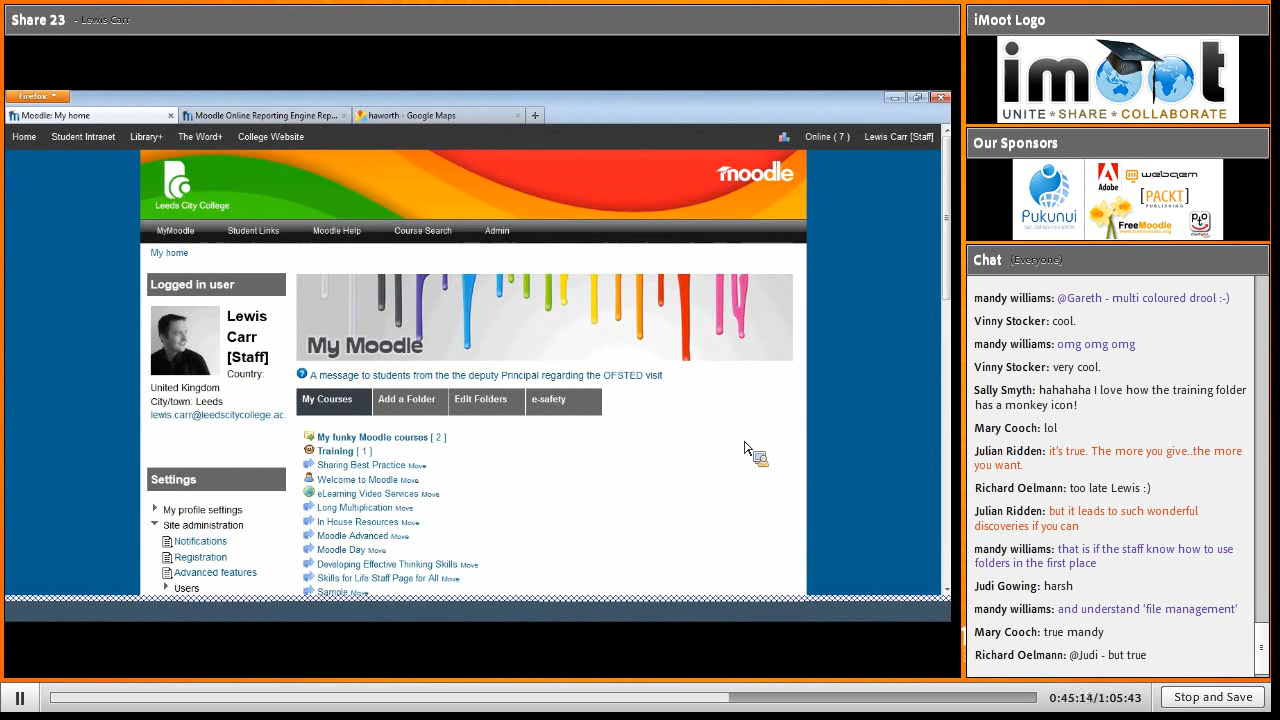 Share 23 - Lewis Carr
Firefox
Moodle: My home
Moodle Online Reporting Engine Rep...
haworth - Google Maps
Home Student Intranet Library+ The Word+ College Website Online ( 7 ) Lewis Carr [Staff]
Leeds City College
moodle
MyMoodle Student Links Moodle Help Course Search Admin
My home
Logged in user
Lewis
Carr
[Staff]
Country:
United Kingdom
City/town: Leeds
lewis.carr@leedscitycollege.ac.
Settings
My profile settings
Site administration
Notifications
Registration
Advanced features
Users
My Moodle
A message to students from the the deputy Principal regarding the OFSTED visit
My Courses Add a Folder Edit Folders e-safety
My funky Moodle courses [ 2 ]
Training [ 1 ]
Sharing Best Practice Move
Welcome to Moodle Move
eLearning Video Services Move
Long Multiplication Move
In House Resources Move
Moodle Advanced Move
Moodle Day Move
Developing Effective Thinking Skills Move
Skills for Life Staff Page for All Move
Sample Move
iMoot Logo
imoot
UNITE*SHARE*COLLABORATE
Our Sponsors
PUKUNUI
Adobe
webqem
[PACKT]
PUBLISHING
FreeMoodle
Chat (Everyone)
mandy williams: @Gareth - multi coloured drool :-)
Vinny Stocker: cool.
mandy williams: omg omg omg
Vinny Stocker: very cool.
Sally Smyth: hahahaha I love how the training folder
has a monkey icon!
Mary Cooch: lol
Julian Ridden: it's true. The more you give..the more
you want.
Richard Oelmann: too late Lewis :)
Julian Ridden: but it leads to such wonderful
discoveries if you can
mandy williams: that is if the staff know how to use
folders in the first place
Judi Gowing: harsh
mandy williams: and understand 'file management'
Mary Cooch: true mandy
Richard Oelmann: @Judi - but true
0:45:14/1:05:43
Stop and Save